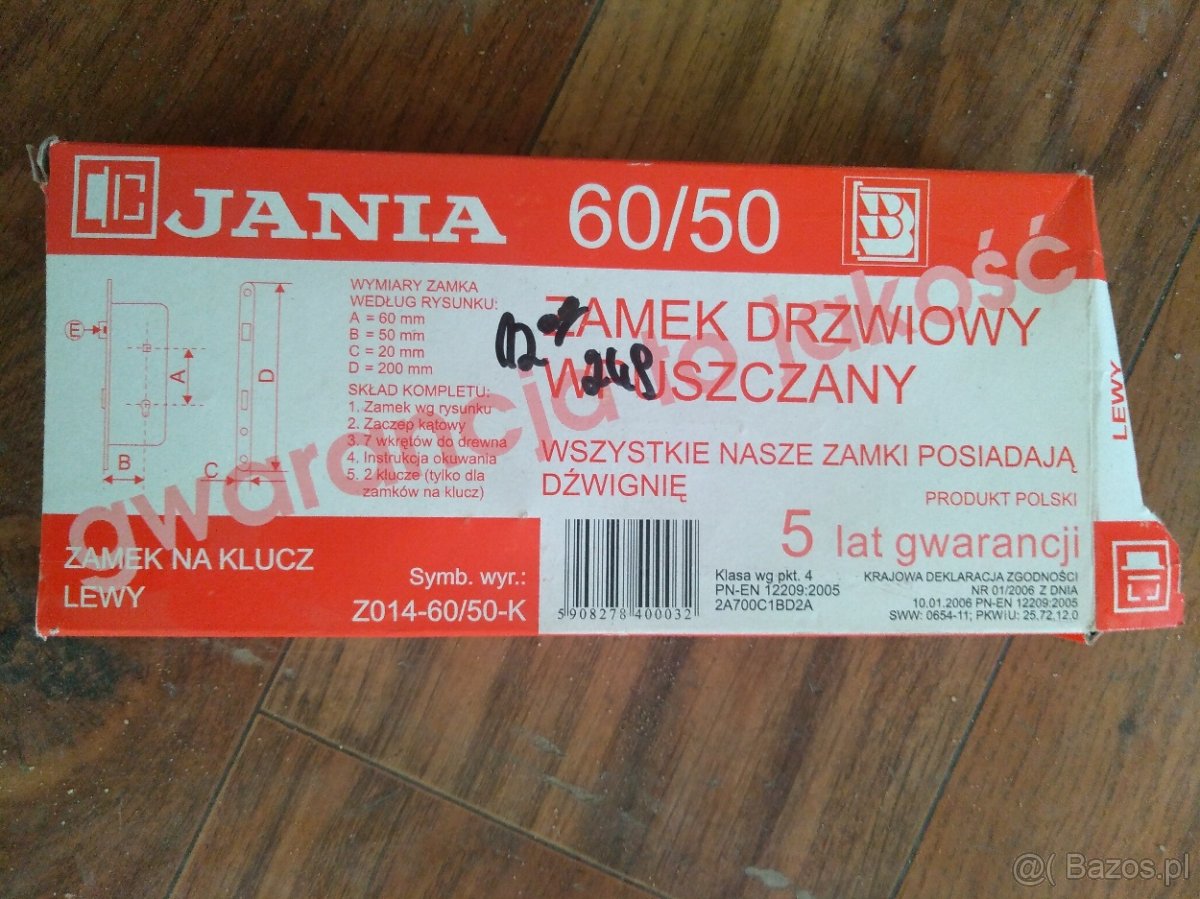 JANIA 60/50
WYMIARY ZAMKA
WEDŁUG RYSUNKU:
A = 60 mm
B = 50 mm
C = 20 mm
D = 200 mm
SKŁAD KOMPLETU:
1. Zamek wg rysunku
2. Zaczep kątowy
3. 7 wkrętów do drewna
4. Instrukcja okuwania
5. 2 klucze (tylko dla
zamków na klucz)
E
A
B
C
D
gwarancja to jakość
ZAMEK DRZWIOWY
WPUSZCZANY
249
WSZYSTKIE NASZE ZAMKI POSIADAJĄ
DŹWIGNIĘ
PRODUKT POLSKI
5 lat gwarancji
ZAMEK NA KLUCZ
LEWY
Symb. wyr.:
Z014-60/50-K
5908278400032
Klasa wg pkt. 4
PN-EN 12209:2005
2A700C1BD2A
KRAJOWA DEKLARACJA ZGODNOŚCI
NR 01/2006 Z DNIA
10.01.2006 PN-EN 12209:2005
SWW: 0654-11; PKWiU: 25,72,12,0
LEWY
@( Bazos.pl